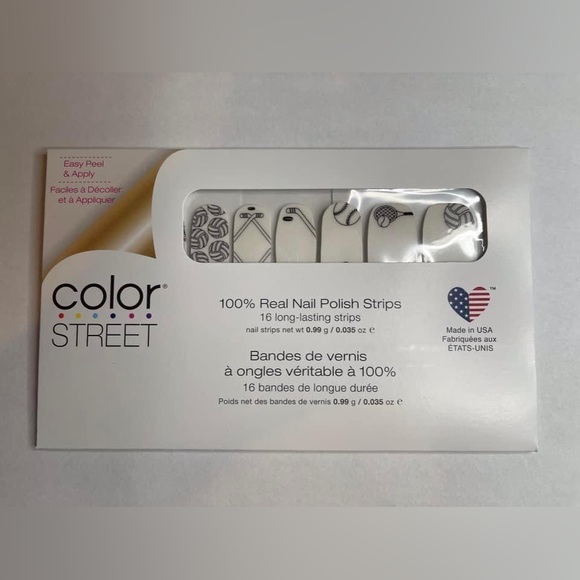 Easy Peel
& Apply
Faciles à Décoller
et à Appliquer
color®
STREET
100% Real Nail Polish Strips
16 long-lasting strips
nail strips net wt 0.99 g / 0.035 oz ℮
Bandes de vernis
à ongles véritable à 100%
16 bandes de longue durée
Poids net des bandes de vernis 0.99 g / 0.035 oz ℮
™
Made in USA
Fabriquées aux
ÉTATS-UNIS